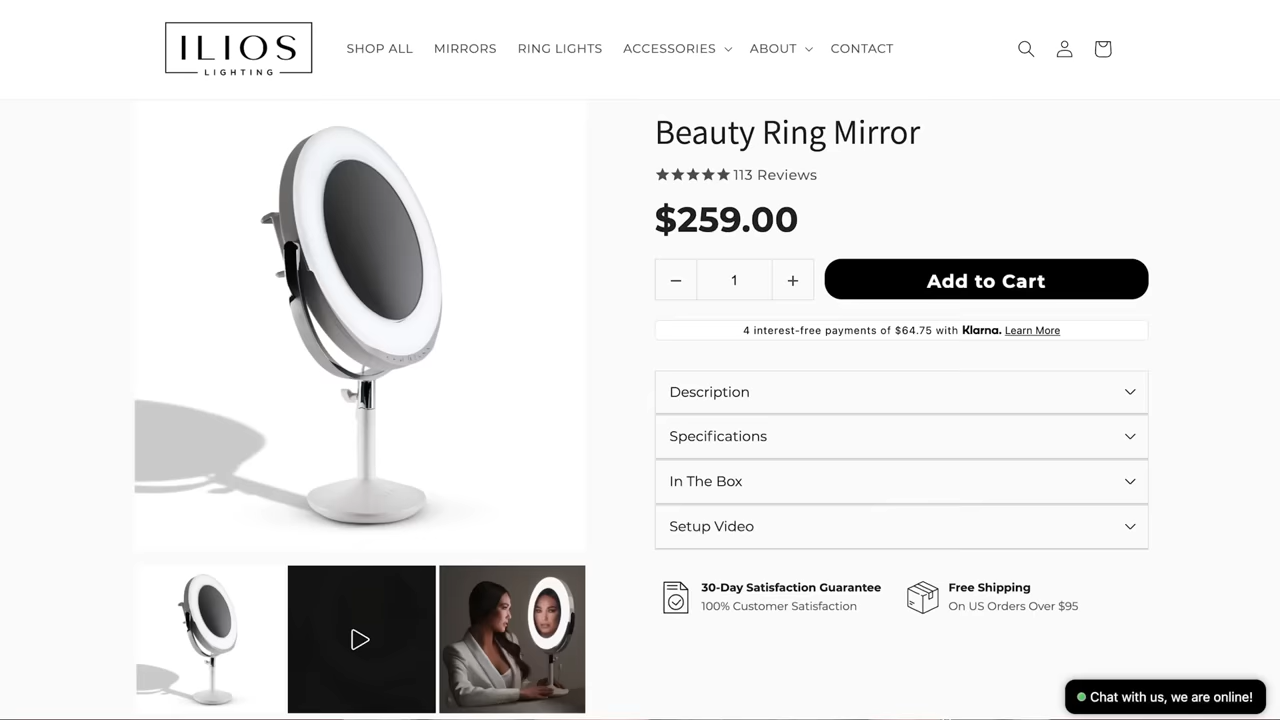 ILIOS
LIGHTING
SHOP ALL MIRRORS RING LIGHTS ACCESSORIES ABOUT CONTACT
Beauty Ring Mirror
113 Reviews
$259.00
− 1 +
Add to Cart
4 interest-free payments of $64.75 with Klarna. Learn More
Description
Specifications
In The Box
Setup Video
30-Day Satisfaction Guarantee
100% Customer Satisfaction
Free Shipping
On US Orders Over $95
Chat with us, we are online!